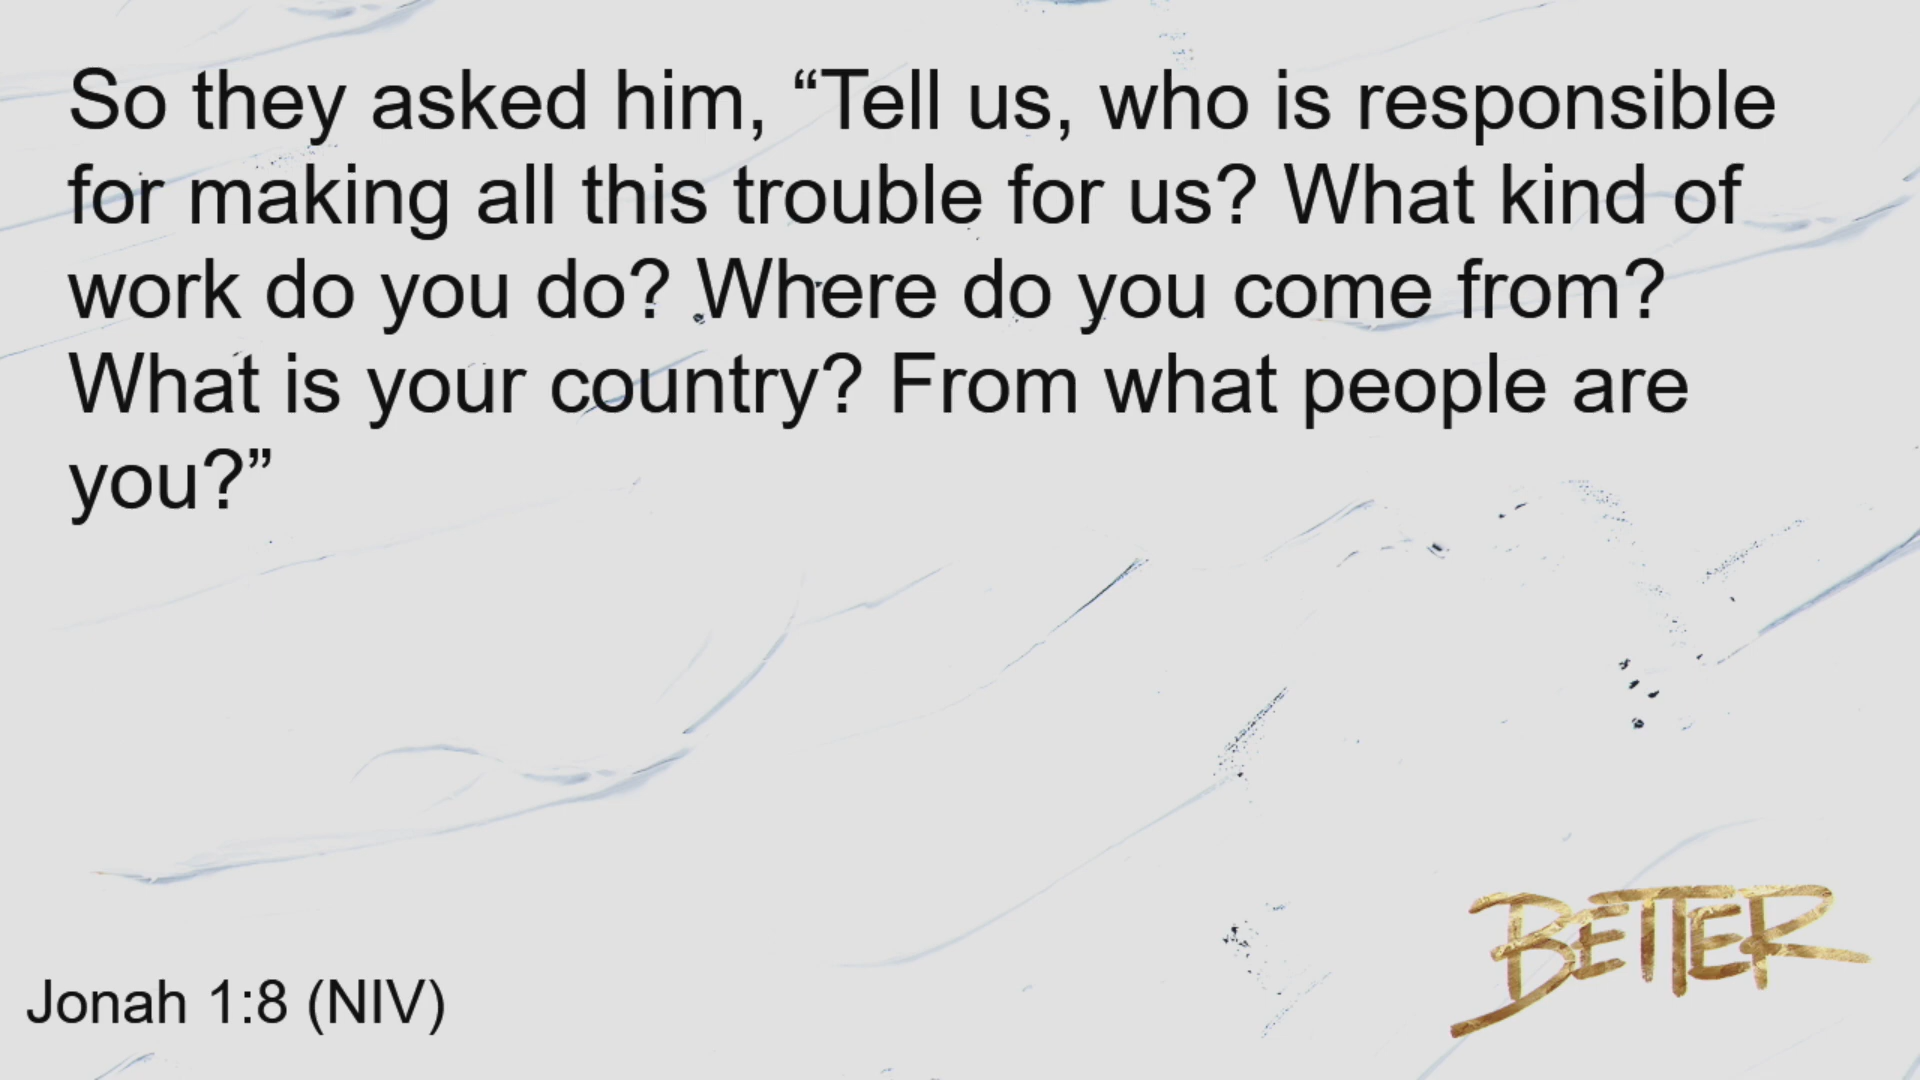 So they asked him, “Tell us, who is responsible
for making all this trouble for us? What kind of
work do you do? Where do you come from?
What is your country? From what people are
you?”
Jonah 1:8 (NIV)
BETTER